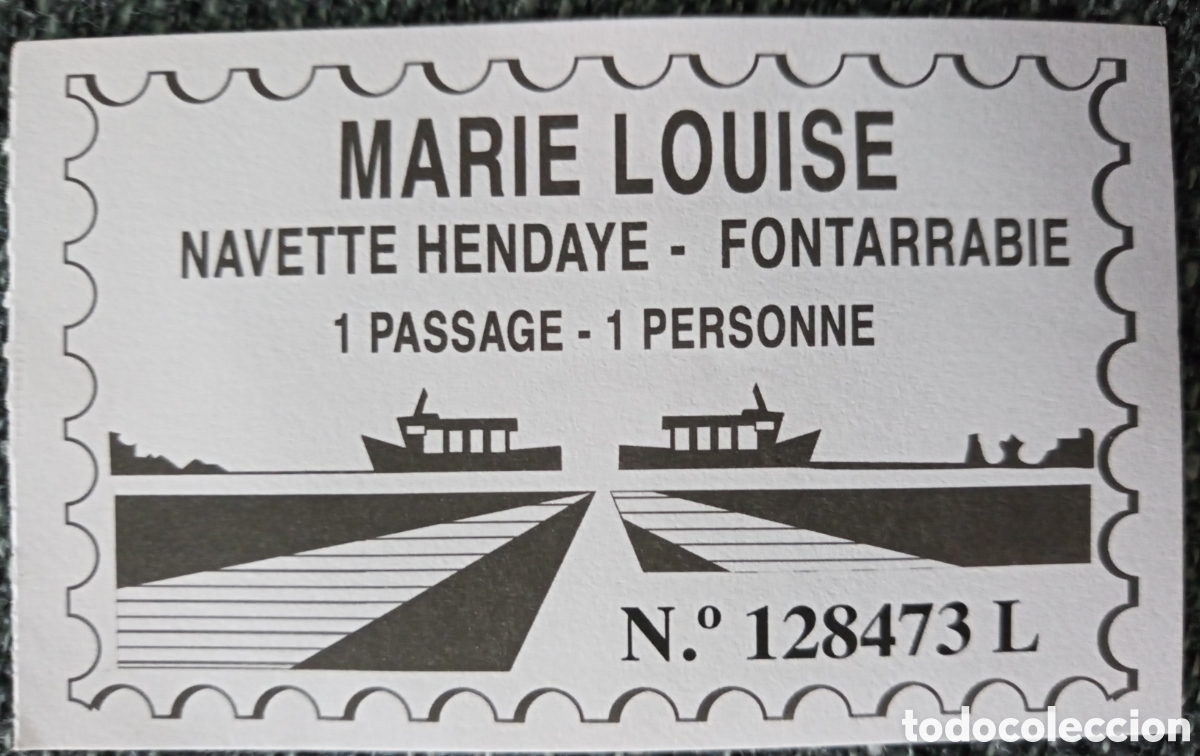 MARIE LOUISE
NAVETTE HENDAYE - FONTARRABIE
1 PASSAGE - 1 PERSONNE
N.º 128473 L
todocoleccion